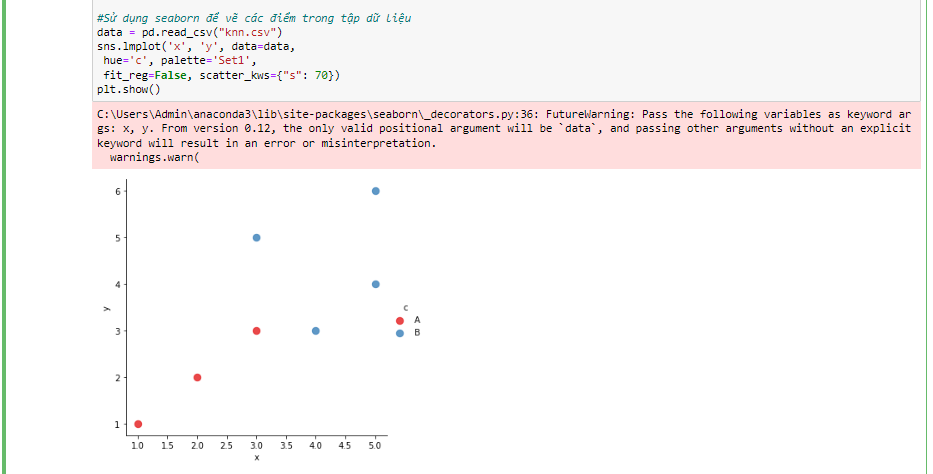 #Sử dụng seaborn để vẽ các điểm trong tập dữ liệu
data = pd.read_csv("knn.csv")
sns.lmplot('x', 'y', data=data,
 hue='c', palette='Set1',
 fit_reg=False, scatter_kws={"s": 70})
plt.show()
C:\Users\Admin\anaconda3\lib\site-packages\seaborn\_decorators.py:36: FutureWarning: Pass the following variables as keyword ar
gs: x, y. From version 0.12, the only valid positional argument will be `data`, and passing other arguments without an explicit
keyword will result in an error or misinterpretation.
  warnings.warn(
6
5
4
3
2
1
y
c
A
B
1.0 1.5 2.0 2.5 3.0 3.5 4.0 4.5 5.0
x